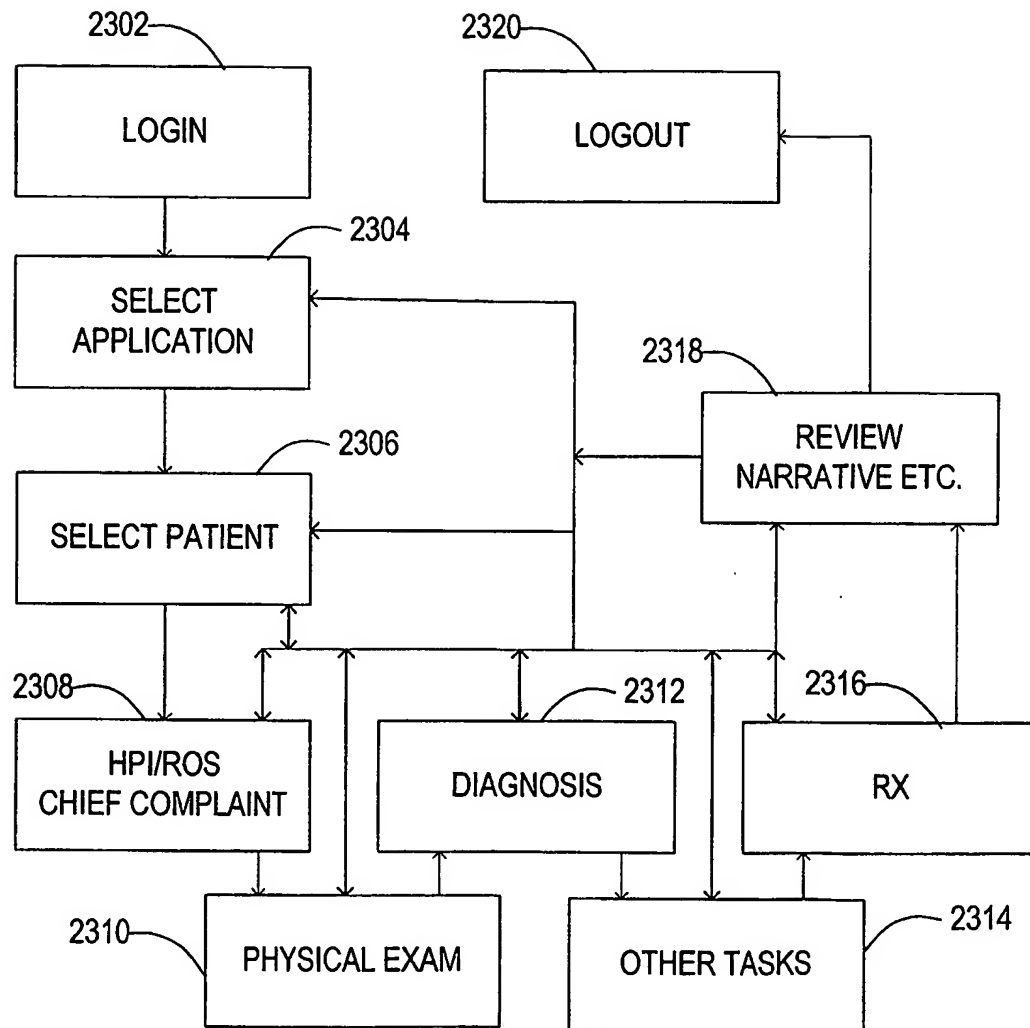 2302
LOGIN
2320
LOGOUT
2304
SELECT
APPLICATION
2318
REVIEW
NARRATIVE ETC.
2306
SELECT PATIENT
2308
HPI/ROS
CHIEF COMPLAINT
2312
DIAGNOSIS
2316
RX
2310
PHYSICAL EXAM
OTHER TASKS
2314